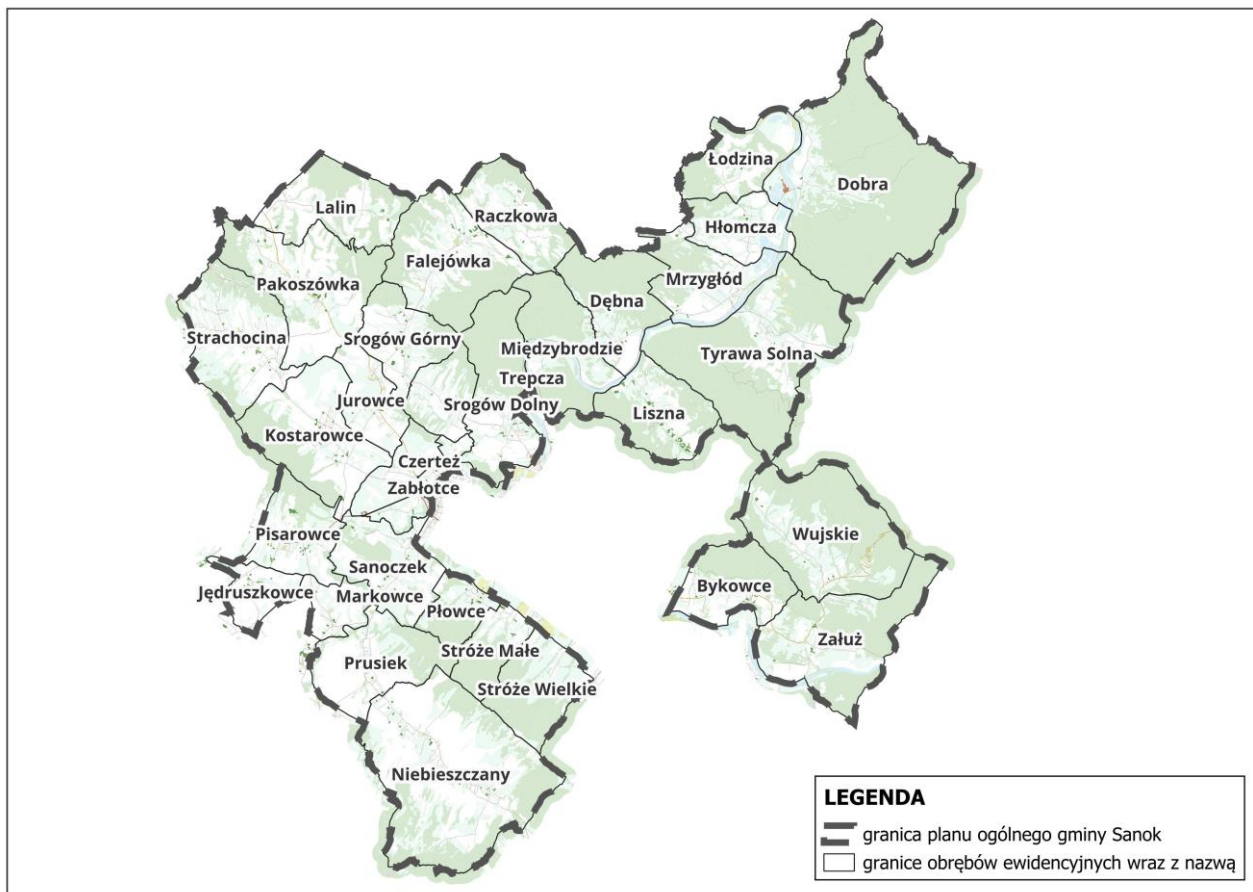 Łodzina
Dobra
Raczkowa
Lalin
Hłomcza
Falejówka
Mrzygłód
Pakoszówka
Dębna
Strachocina
Srogów Górny
Międzybrodzie
Tyrawa Solna
Trepcza
Jurowce
Srogów Dolny
Liszna
Kostarowce
Czerteż
Zabłotce
Pisarowce
Wujskie
Sanoczek
Bykowce
Jędruszkowce
Markowce
Płowce
Załuż
Stróże Małe
Prusiek
Stróże Wielkie
Niebieszczany
LEGENDA
granica planu ogólnego gminy Sanok
granice obrębów ewidencyjnych wraz z nazwą